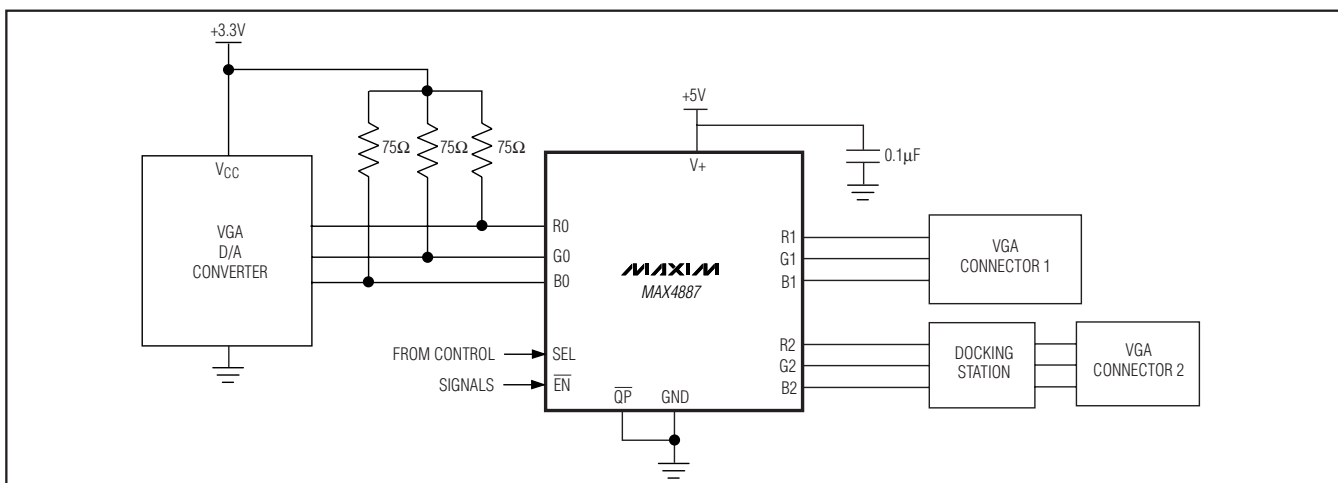 +3.3V
+5V
75Ω 75Ω 75Ω
0.1μF
VCC
V+
VGA
D/A
CONVERTER
R0
G0
B0
MAXIM
MAX4887
R1
G1
B1
VGA
CONNECTOR 1
FROM CONTROL
SIGNALS
SEL
EN
QP
GND
R2
G2
B2
DOCKING
STATION
VGA
CONNECTOR 2